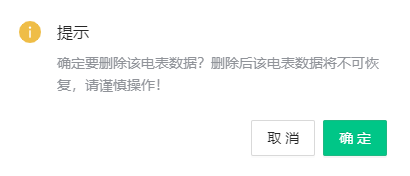 提示
确定要删除该电表数据？删除后该电表数据将不可恢
复，请谨慎操作！
取消 确定